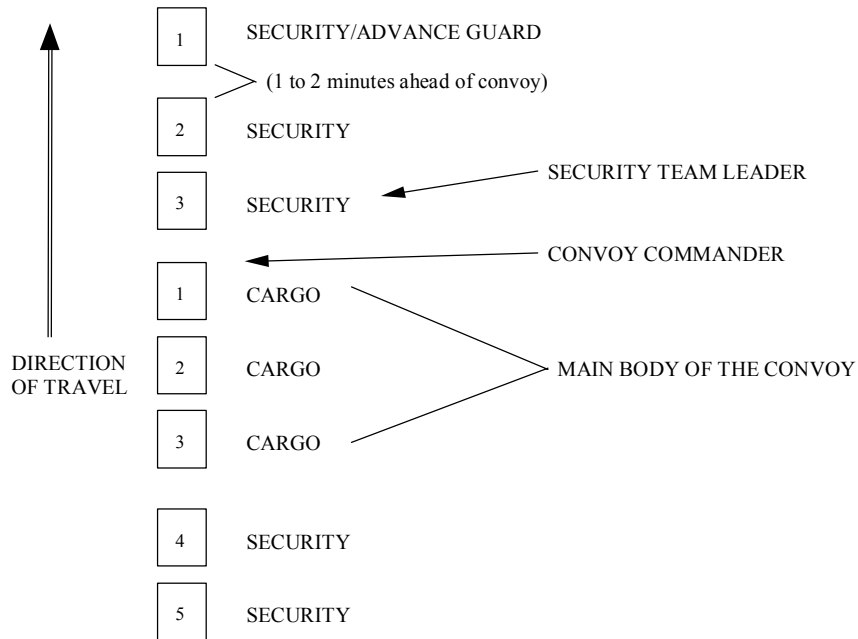 1 SECURITY/ADVANCE GUARD
(1 to 2 minutes ahead of convoy)
2 SECURITY
SECURITY TEAM LEADER
3 SECURITY
CONVOY COMMANDER
1 CARGO
DIRECTION
OF TRAVEL
2 CARGO
MAIN BODY OF THE CONVOY
3 CARGO
4 SECURITY
5 SECURITY